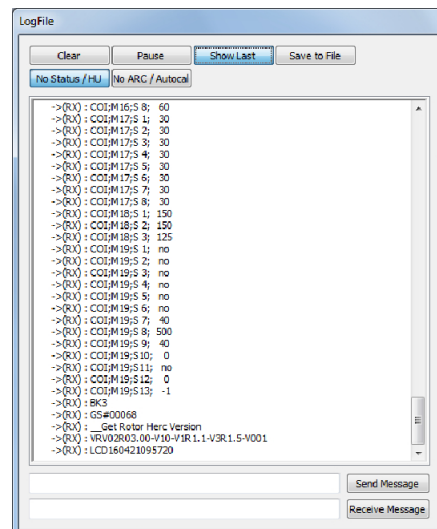 LogFile
Clear Pause Show Last Save to File
No Status / HU No ARC / Autocal
->(RX) : COI;M16;S 8; 60
->(RX) : COI;M17;S 1; 30
->(RX) : COI;M17;S 2; 30
->(RX) : COI;M17;S 3; 30
->(RX) : COI;M17;S 4; 30
->(RX) : COI;M17;S 5; 30
->(RX) : COI;M17;S 6; 30
->(RX) : COI;M17;S 7; 30
->(RX) : COI;M17;S 8; 30
->(RX) : COI;M18;S 1; 150
->(RX) : COI;M18;S 2; 150
->(RX) : COI;M18;S 3; 125
->(RX) : COI;M19;S 1; no
->(RX) : COI;M19;S 2; no
->(RX) : COI;M19;S 3; no
->(RX) : COI;M19;S 4; no
->(RX) : COI;M19;S 5; no
->(RX) : COI;M19;S 6; no
->(RX) : COI;M19;S 7; 40
->(RX) : COI;M19;S 8; 500
->(RX) : COI;M19;S 9; 40
->(RX) : COI;M19;S10; 0
->(RX) : COI;M19;S11; no
->(RX) : COI;M19;S12; 0
->(RX) : COI;M19;S13; -1
->(RX) : BK3
->(RX) : GS#00068
->(RX) : __Get Rotor Herc Version
->(RX) : VRV02R03.00-V10-V1R1.1-V3R1.5-V001
->(RX) : LCD160421095720
Send Message
Receive Message